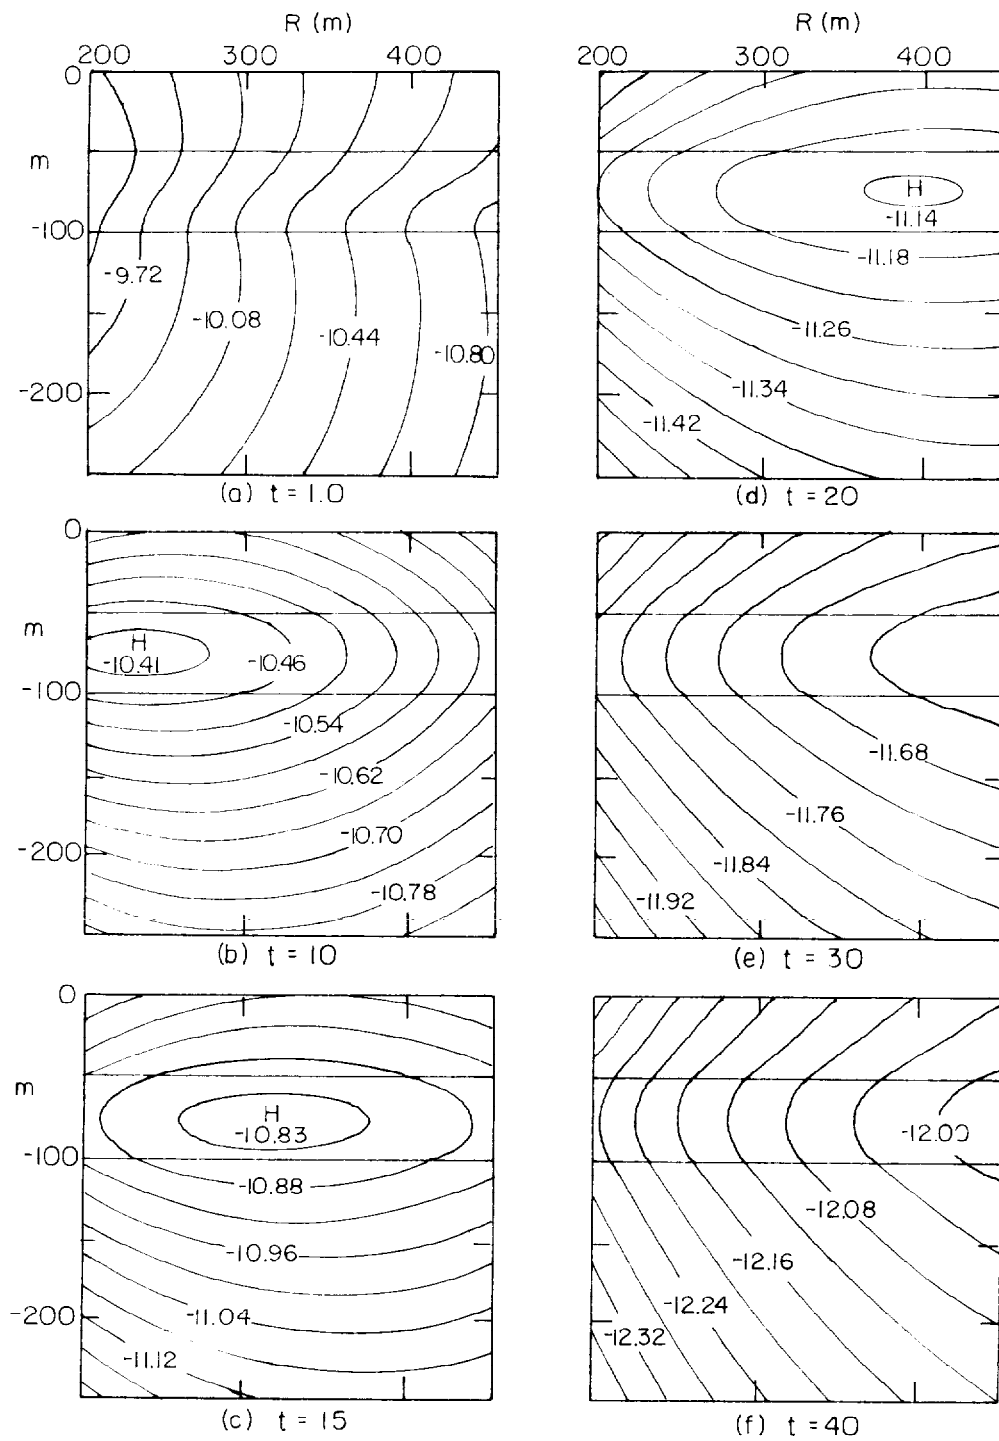 R (m)
200 300 400
0
m
-100
-200
-9.72
-10.08
-10.44
-10.80
(a) t = 1.0
R (m)
200 300 400
H
-11.14
-11.18
-11.26
-11.34
-11.42
(d) t = 20
0
m
-100
-200
H
-10.41
-10.46
-10.54
-10.62
-10.70
-10.78
(b) t = 10
-11.68
-11.76
-11.84
-11.92
(e) t = 30
0
m
-100
-200
H
-10.83
-10.88
-10.96
-11.04
-11.12
(c) t = 15
-12.00
-12.08
-12.16
-12.24
-12.32
(f) t = 40